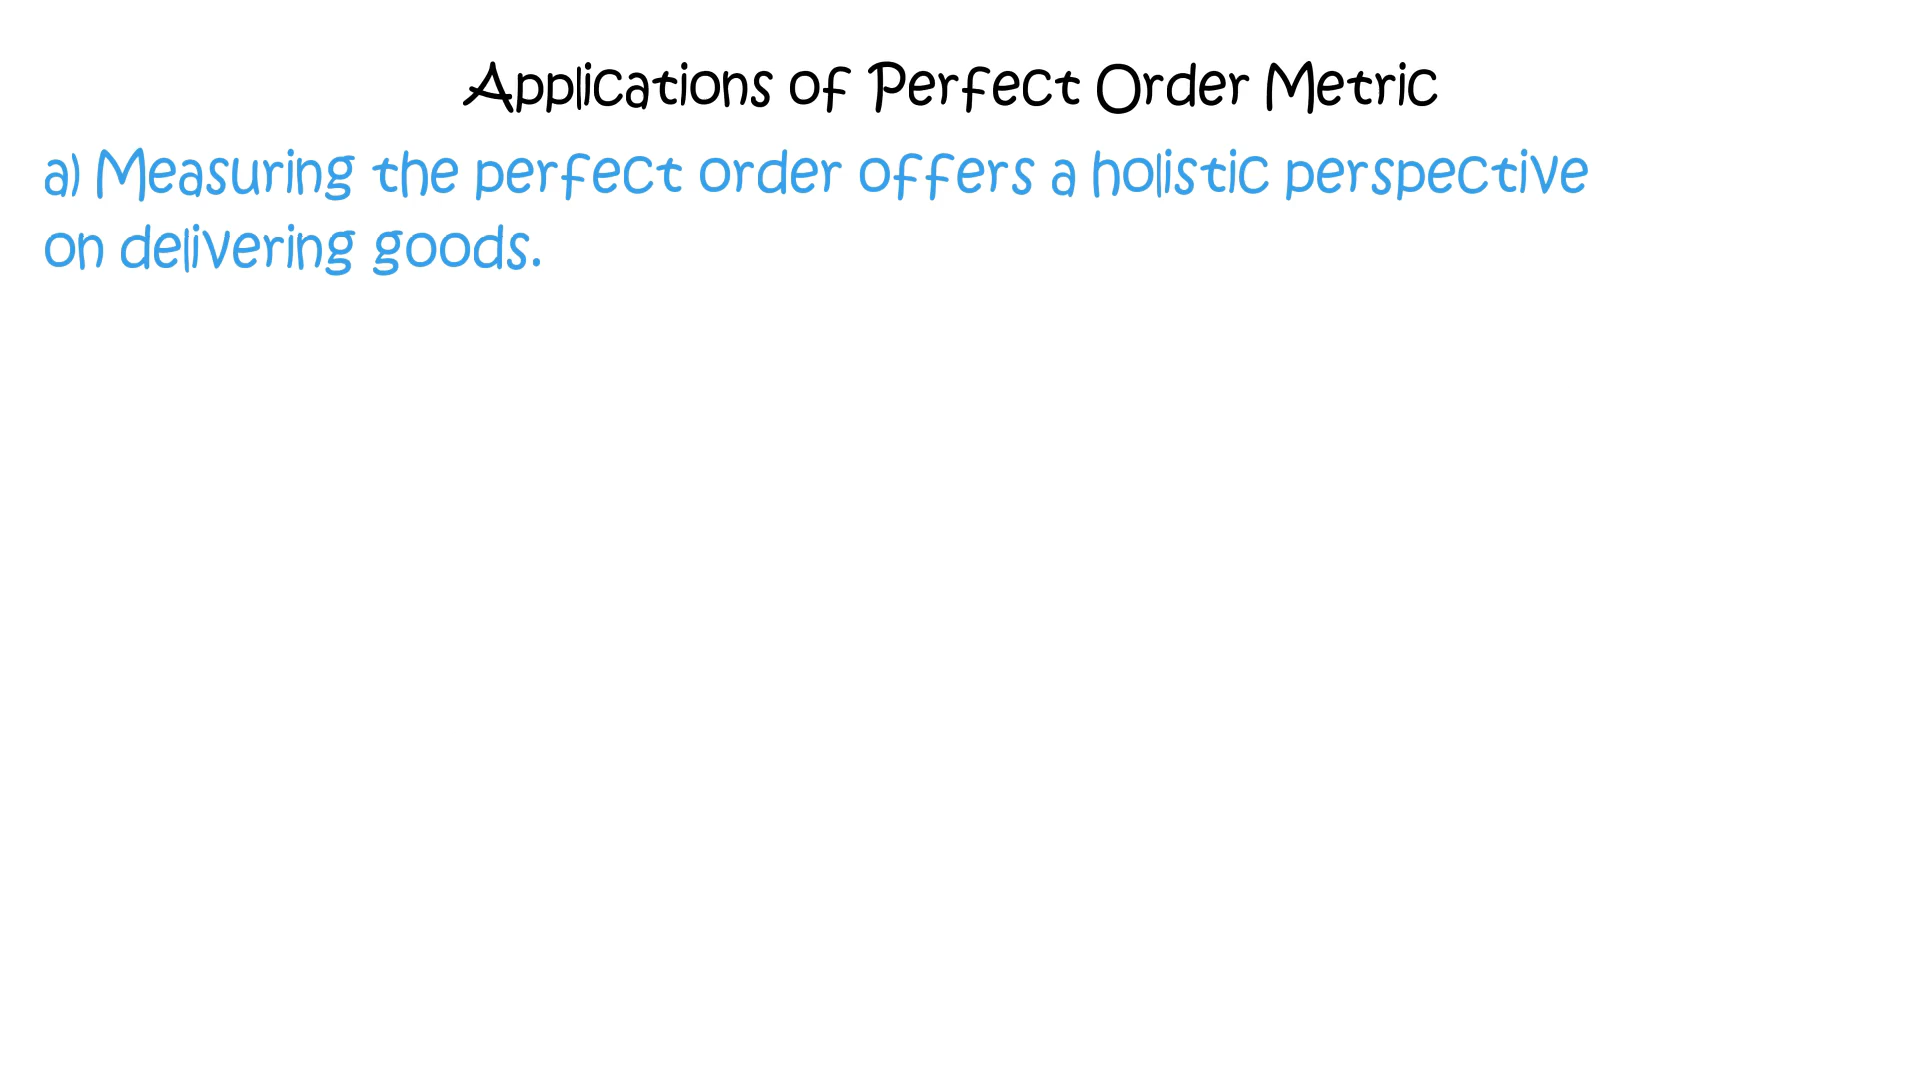 Applications of Perfect Order Metric
a) Measuring the perfect order offers a holistic perspective
on delivering goods.